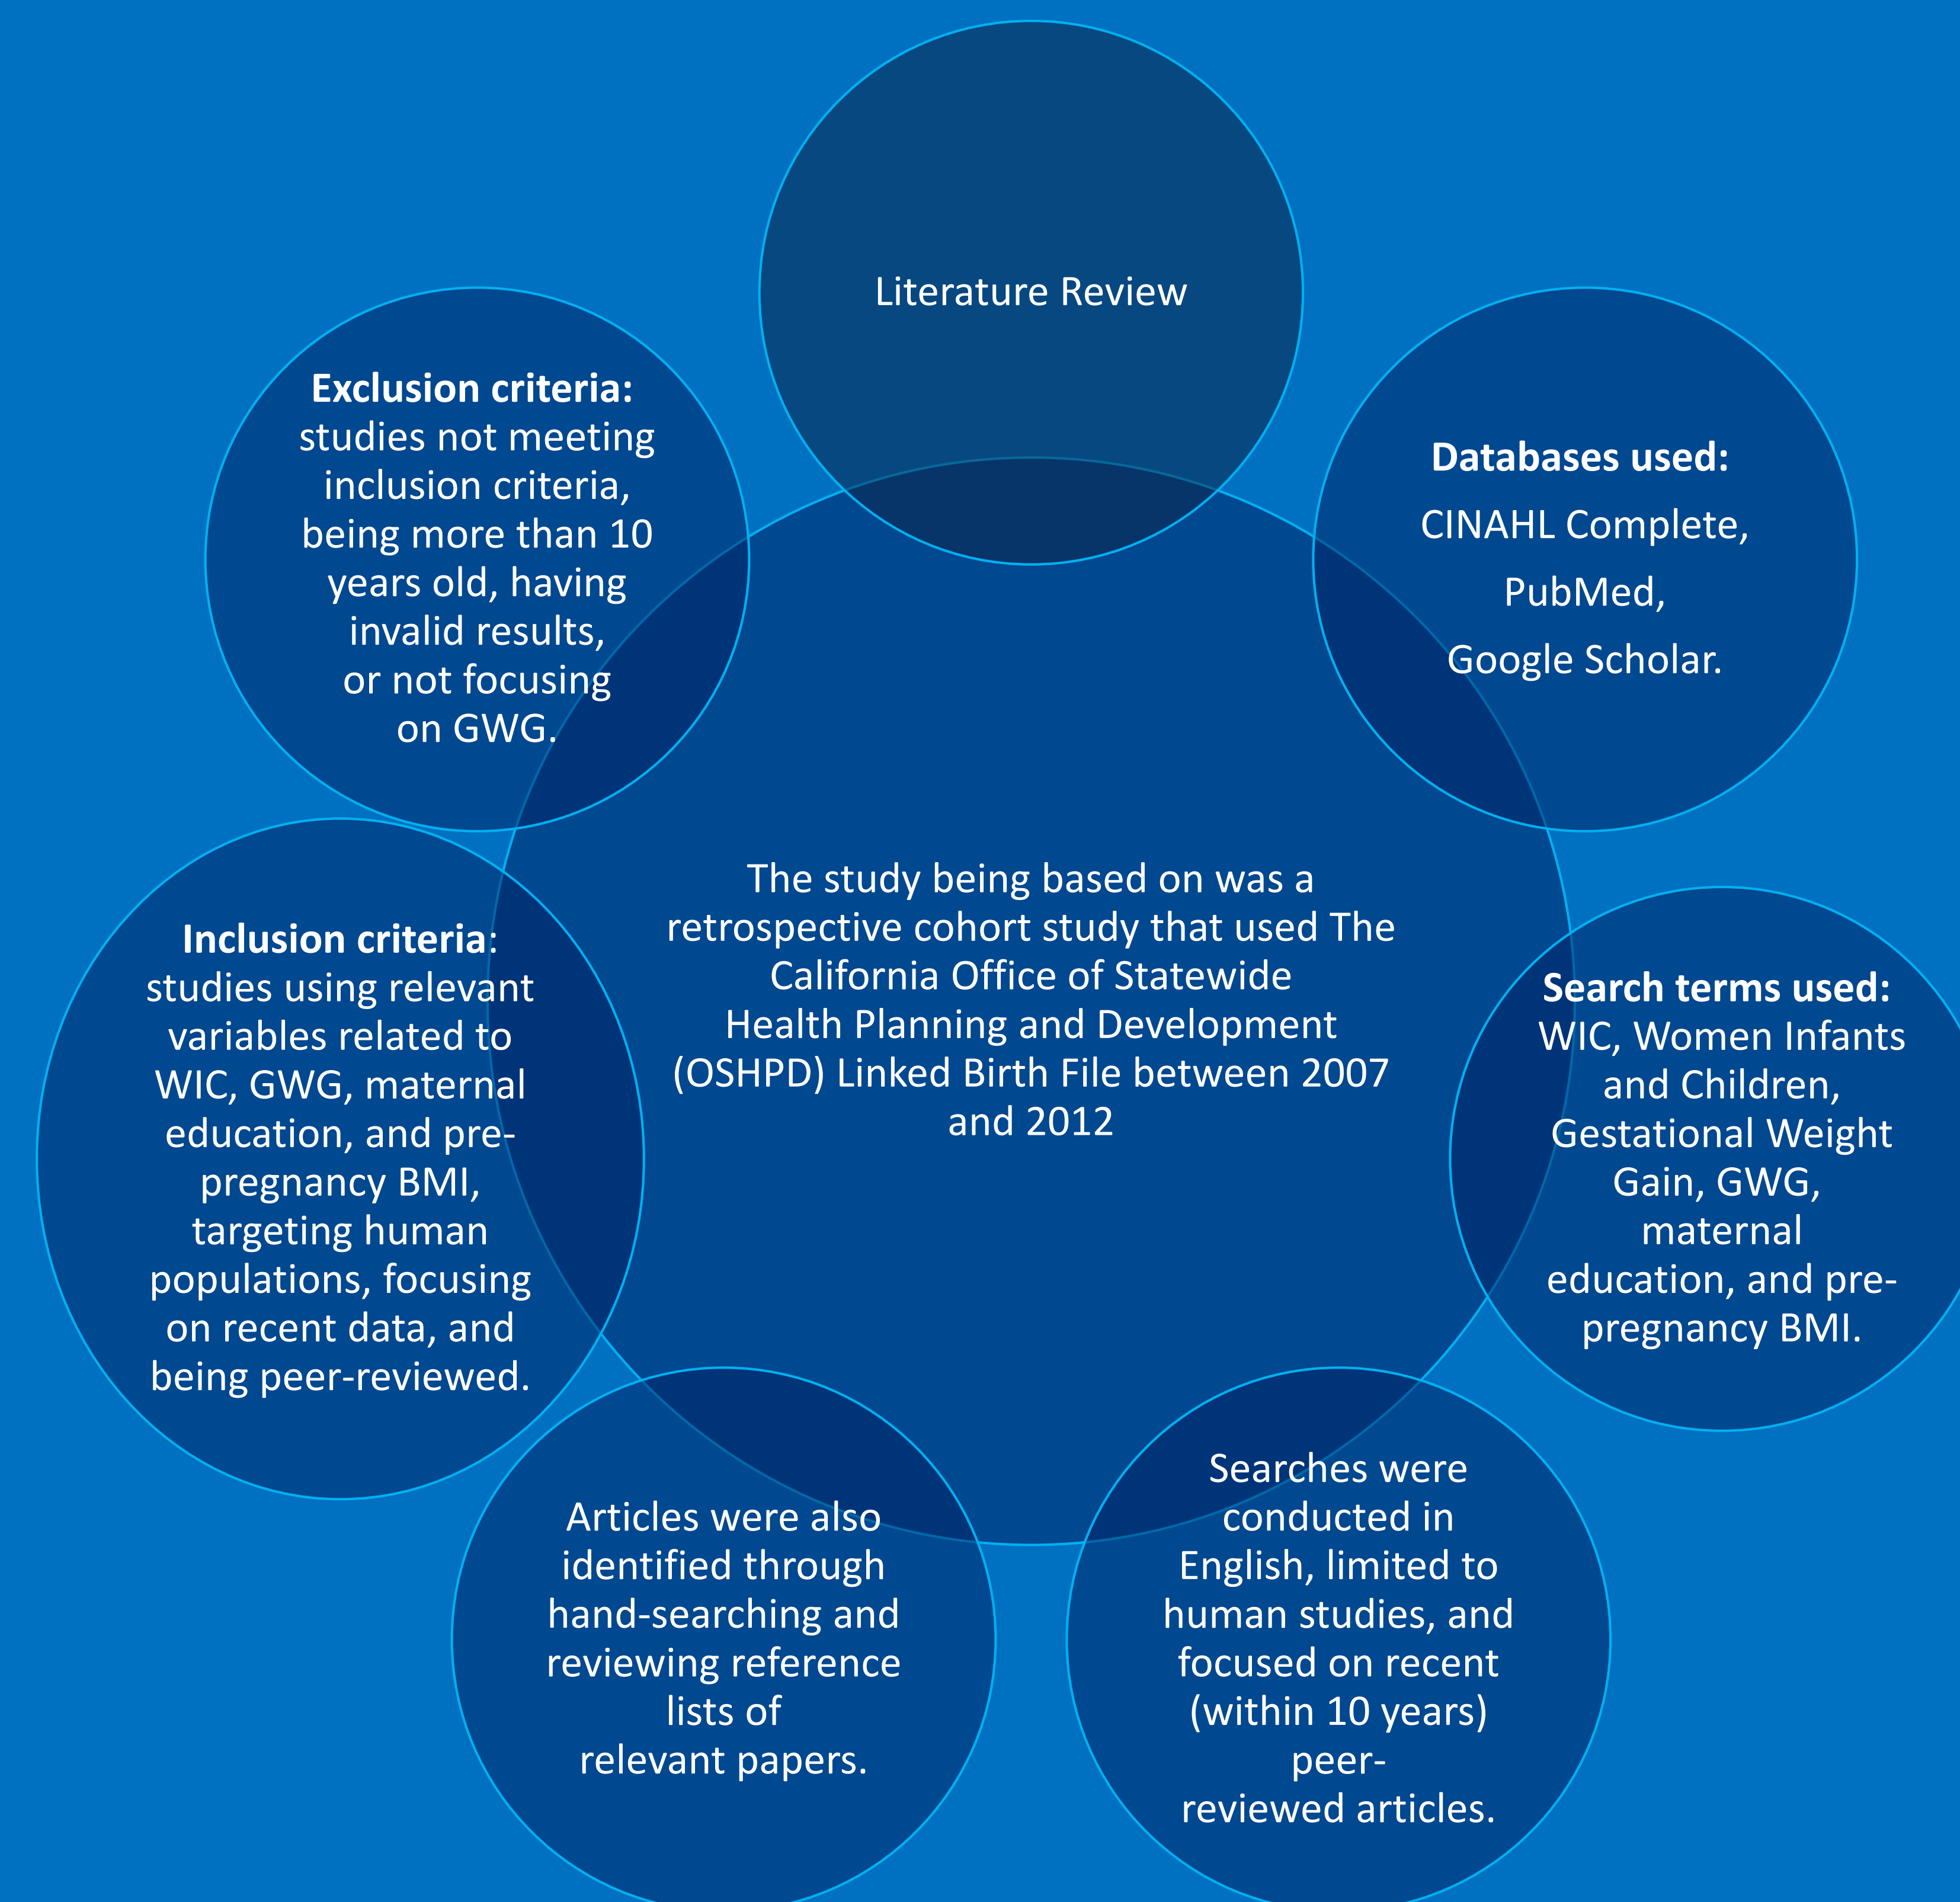 Literature Review
Databases used:
CINAHL Complete,
PubMed,
Google Scholar.
Search terms used:
WIC, Women Infants
and Children,
Gestational Weight
Gain, GWG,
maternal
education, and pre-
pregnancy BMI.
Searches were
conducted in
English, limited to
human studies, and
focused on recent
(within 10 years)
peer-
reviewed articles.
Articles were also
identified through
hand-searching and
reviewing reference
lists of
relevant papers.
Inclusion criteria:
studies using relevant
variables related to
WIC, GWG, maternal
education, and pre-
pregnancy BMI,
targeting human
populations, focusing
on recent data, and
being peer-reviewed.
Exclusion criteria:
studies not meeting
inclusion criteria,
being more than 10
years old, having
invalid results,
or not focusing
on GWG.
The study being based on was a
retrospective cohort study that used The
California Office of Statewide
Health Planning and Development
(OSHPD) Linked Birth File between 2007
and 2012